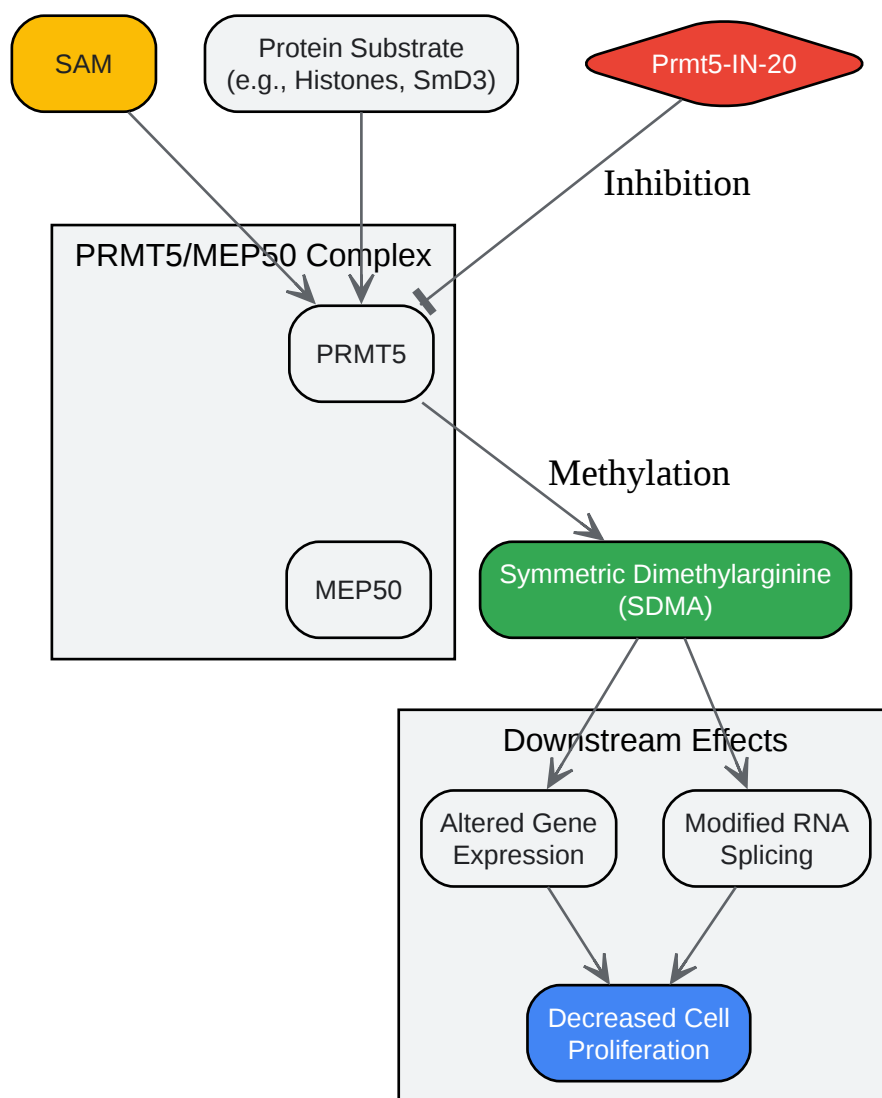 SAM
Protein Substrate
(e.g., Histones, SmD3)
Prmt5-IN-20
Inhibition
PRMT5/MEP50 Complex
PRMT5
Methylation
MEP50
Symmetric Dimethylarginine
(SDMA)
Downstream Effects
Altered Gene
Expression
Modified RNA
Splicing
Decreased Cell
Proliferation